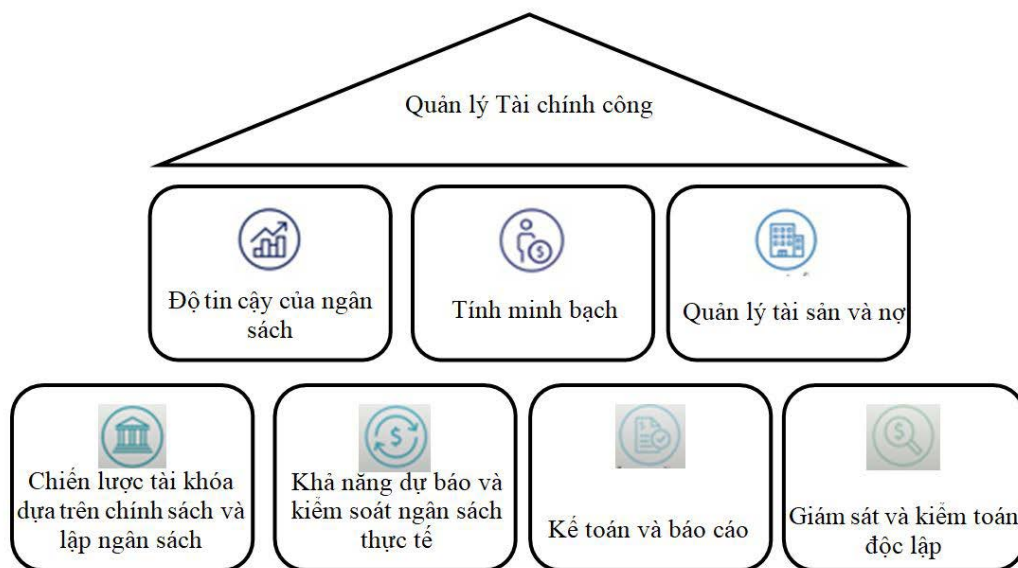 Quản lý Tài chính công
Độ tin cậy của ngân
sách
Tính minh bạch
Quản lý tài sản và nợ
Chiến lược tài khóa
dựa trên chính sách và
lập ngân sách
Khả năng dự báo và
kiểm soát ngân sách
thực tế
Kế toán và báo cáo
Giám sát và kiểm toán
độc lập